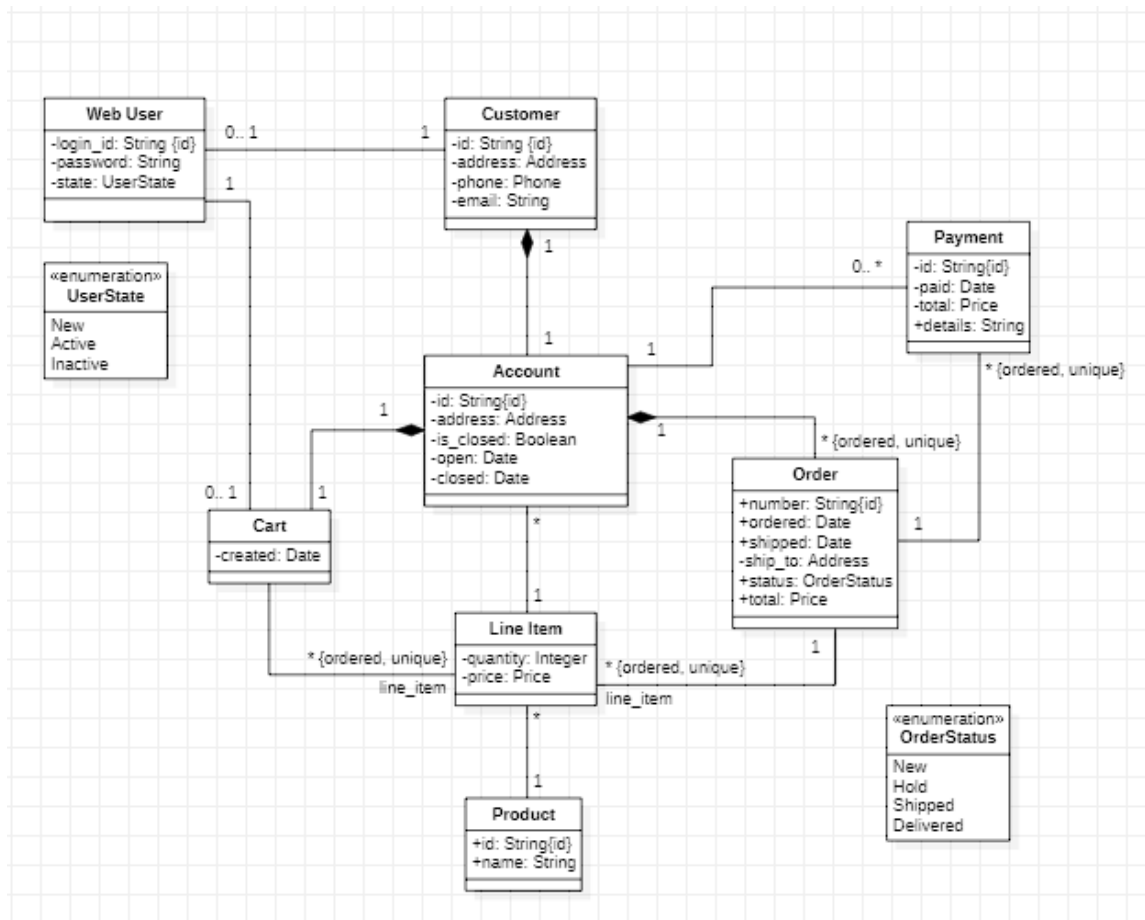 Web User
-login_id: String {id}
-password: String
-state: UserState
0.. 1
1
Customer
-id: String {id}
-address: Address
-phone: Phone
-email: String
1
1
«enumeration»
UserState
New
Active
Inactive
Payment
-id: String{id}
-paid: Date
-total: Price
+details: String
0.. *
1
1
* {ordered, unique}
Account
-id: String{id}
-address: Address
-is_closed: Boolean
-open: Date
-closed: Date
1
1
* {ordered, unique}
0.. 1
1
Cart
-created: Date
Order
+number: String{id}
+ordered: Date
+shipped: Date
-ship_to: Address
+status: OrderStatus
+total: Price
1
*
1
1
Line Item
-quantity: Integer
-price: Price
* {ordered, unique}
line_item
* {ordered, unique}
line_item
*
1
Product
+id: String{id}
+name: String
«enumeration»
OrderStatus
New
Hold
Shipped
Delivered